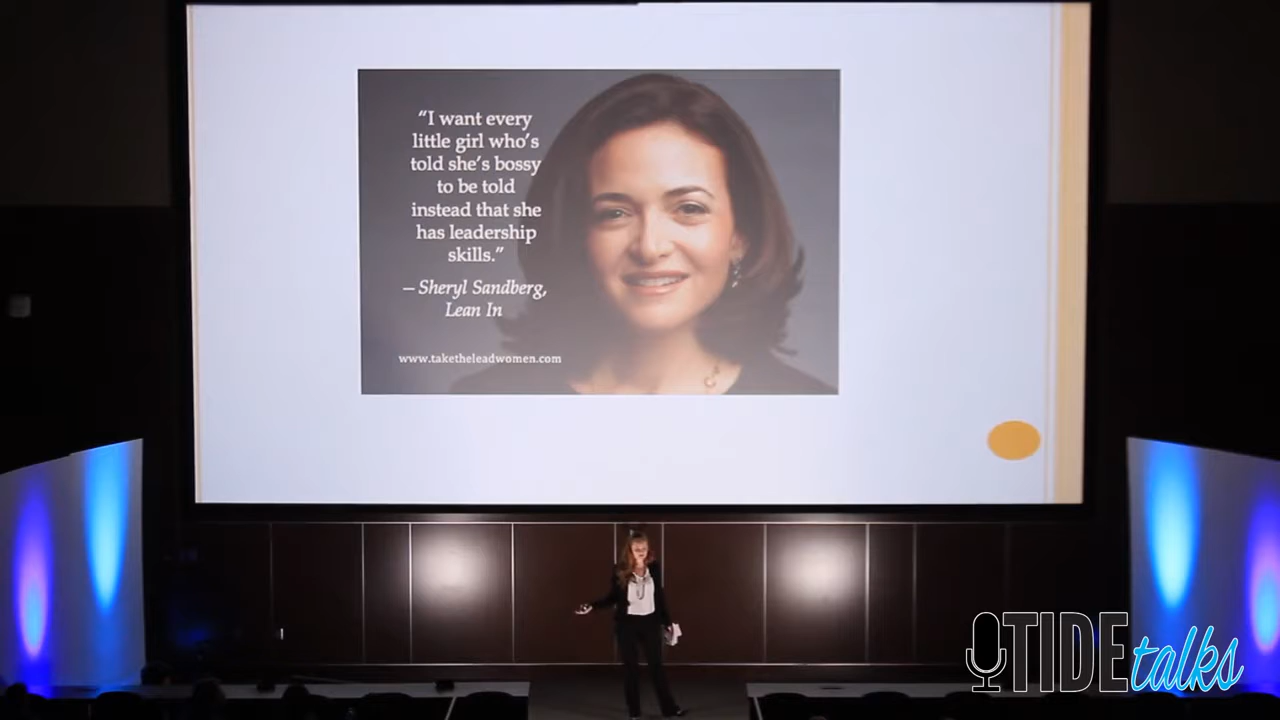 “I want every
little girl who’s
told she’s bossy
to be told
instead that she
has leadership
skills.”
– Sheryl Sandberg,
Lean In
www.taketheleadwomen.com
TIDEtalks